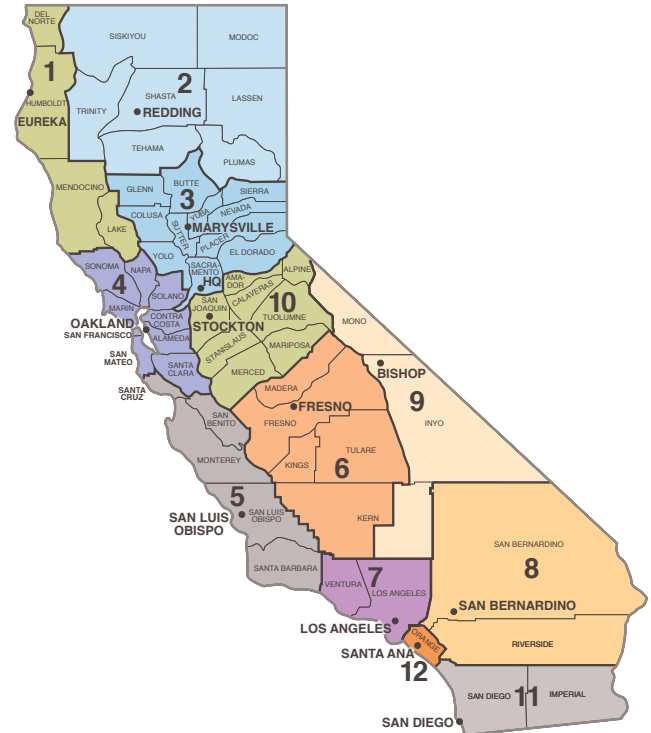 DEL
NORTE
SISKIYOU
MODOC
1
2
HUMBOLDT
EUREKA
TRINITY
SHASTA
REDDING
LASSEN
TEHAMA
PLUMAS
MENDOCINO
GLENN
BUTTE
3
SIERRA
COLUSA
YUBA
NEVADA
SUTTER
MARYSVILLE
LAKE
PLACER
YOLO
EL DORADO
SONOMA
NAPA
SACRA-
MENTO
HQ
4
SOLANO
AMA-
DOR
ALPINE
MARIN
CALAVERAS
10
SAN
JOAQUIN
TUOLUMNE
CONTRA
COSTA
OAKLAND
STOCKTON
SAN FRANCISCO
ALAMEDA
STANISLAUS
MARIPOSA
MONO
SAN
MATEO
SANTA
CLARA
MERCED
BISHOP
SANTA
CRUZ
MADERA
FRESNO
9
SAN
BENITO
FRESNO
INYO
MONTEREY
KINGS
TULARE
6
5
SAN LUIS
OBISPO
SAN LUIS
OBISPO
KERN
SAN BERNARDINO
8
SANTA BARBARA
VENTURA
7
LOS ANGELES
SAN BERNARDINO
LOS ANGELES
ORANGE
RIVERSIDE
SANTA ANA
12
SAN DIEGO
11
IMPERIAL
SAN DIEGO